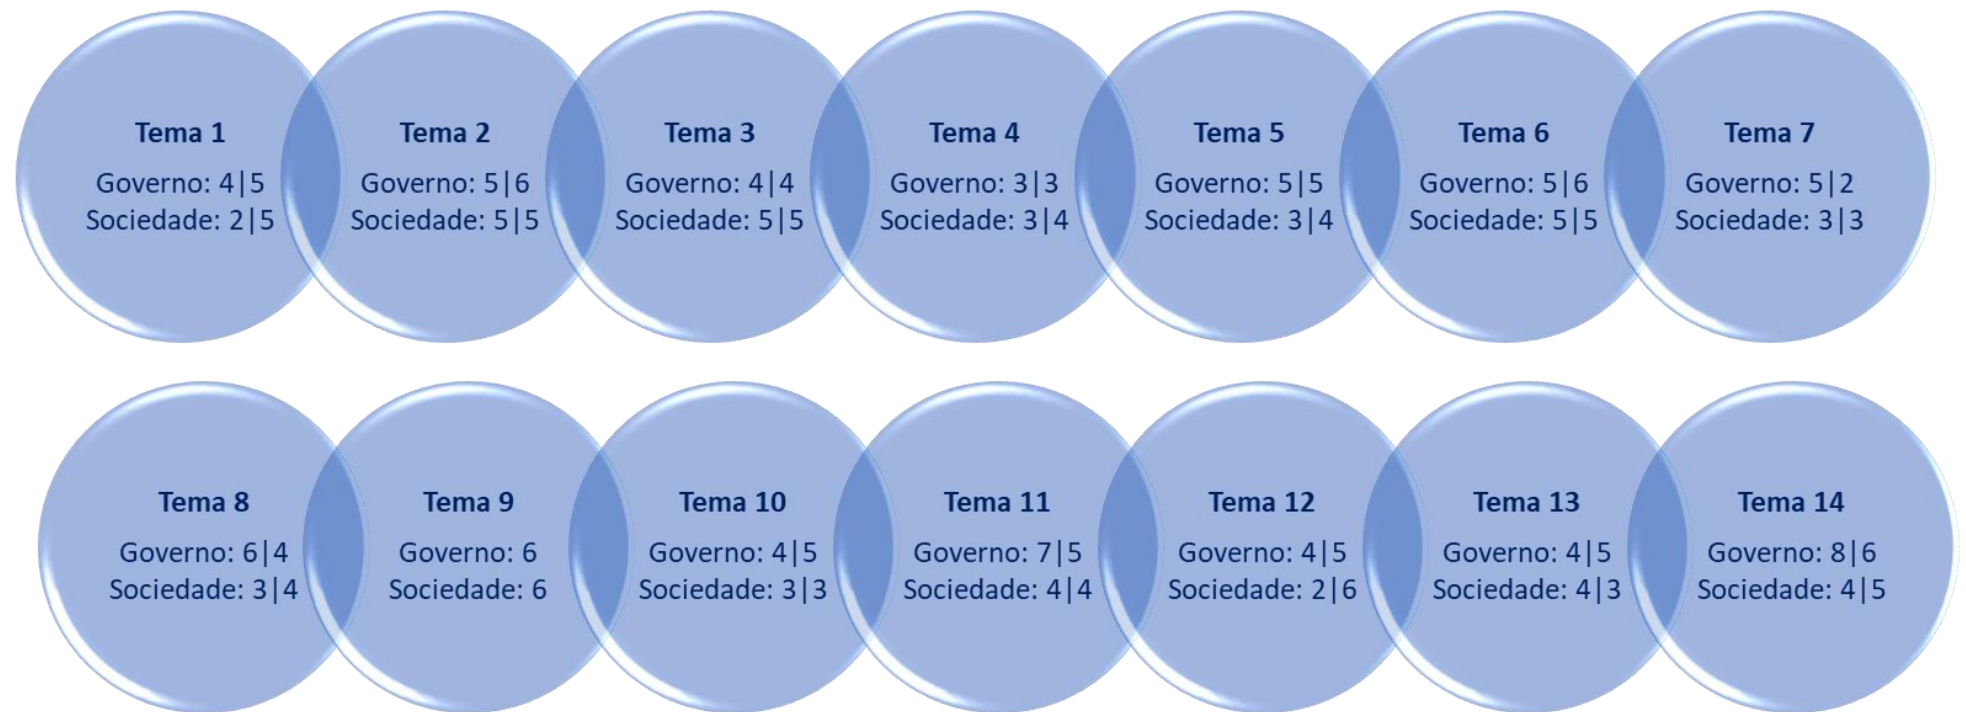 Tema 1
Governo: 4|5
Sociedade: 2|5
Tema 2
Governo: 5|6
Sociedade: 5|5
Tema 3
Governo: 4|4
Sociedade: 5|5
Tema 4
Governo: 3|3
Sociedade: 3|4
Tema 5
Governo: 5|5
Sociedade: 3|4
Tema 6
Governo: 5|6
Sociedade: 5|5
Tema 7
Governo: 5|2
Sociedade: 3|3
Tema 8
Governo: 6|4
Sociedade: 3|4
Tema 9
Governo: 6
Sociedade: 6
Tema 10
Governo: 4|5
Sociedade: 3|3
Tema 11
Governo: 7|5
Sociedade: 4|4
Tema 12
Governo: 4|5
Sociedade: 2|6
Tema 13
Governo: 4|5
Sociedade: 4|3
Tema 14
Governo: 8|6
Sociedade: 4|5